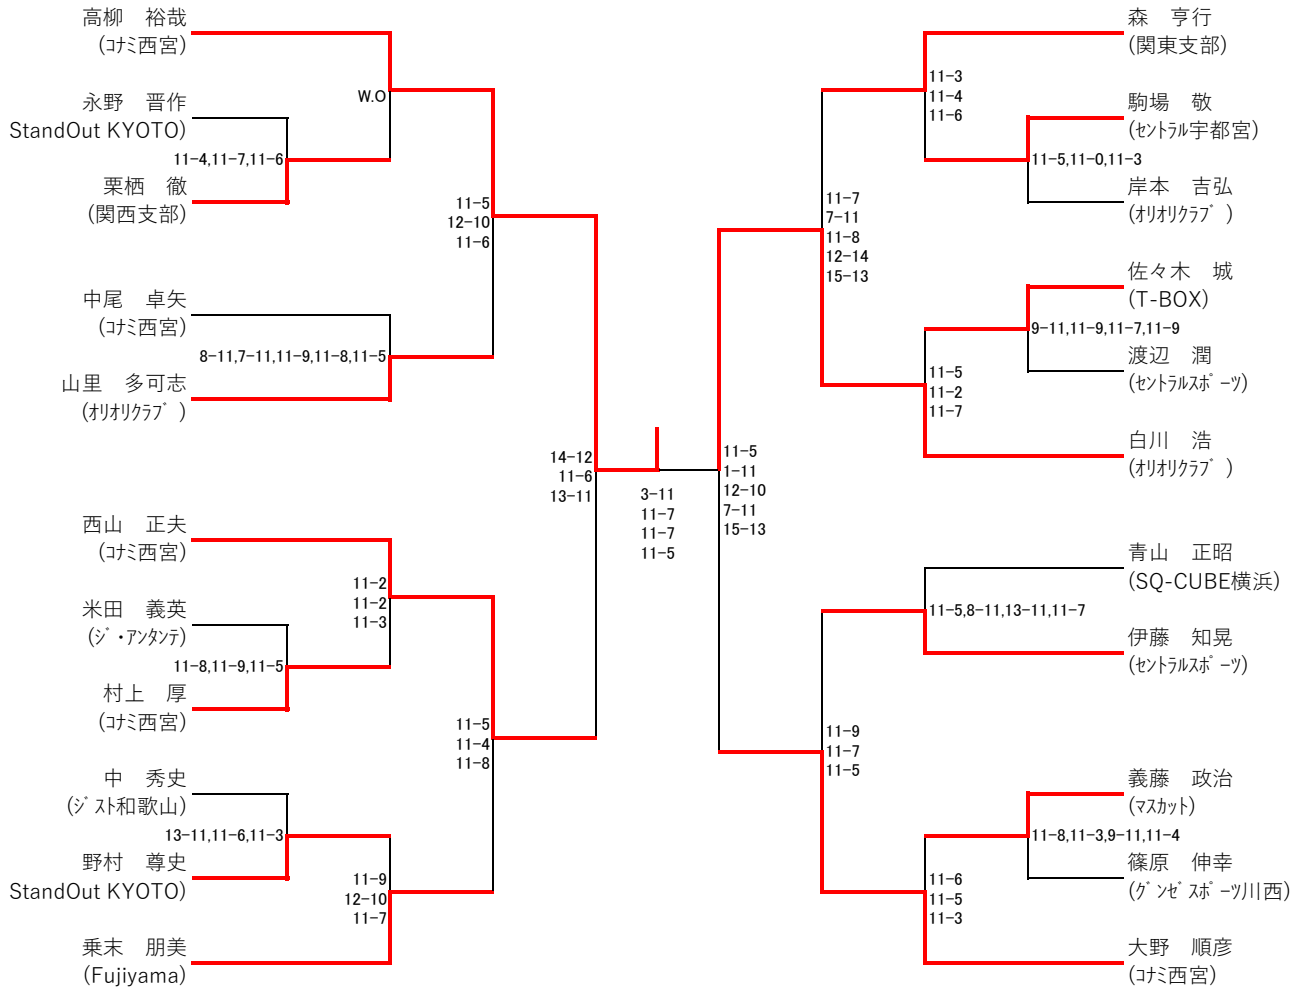 高柳　裕哉
(ｺﾅﾐ西宮)
永野　晋作
StandOut KYOTO)
栗栖　徹
(関西支部)
中尾　卓矢
(ｺﾅﾐ西宮)
山里　多可志
(ｵﾘｵﾘｸﾗﾌﾞ)
西山　正夫
(ｺﾅﾐ西宮)
米田　義英
(ｼﾞ・ｱﾝﾀﾝﾃ)
村上　厚
(ｺﾅﾐ西宮)
中　秀史
(ｼﾞｽﾄ和歌山)
野村　尊史
StandOut KYOTO)
乗末　朋美
(Fujiyama)
W.O
11-4,11-7,11-6
8-11,7-11,11-9,11-8,11-5
11-5
12-10
11-6
11-2
11-2
11-3
11-8,11-9,11-5
13-11,11-6,11-3
11-9
12-10
11-7
11-5
11-4
11-8
14-12
11-6
13-11
3-11
11-7
11-7
11-5
11-5
1-11
12-10
7-11
15-13
11-7
7-11
11-8
12-14
15-13
11-3
11-4
11-6
11-5,11-0,11-3
9-11,11-9,11-7,11-9
11-5
11-2
11-7
11-5,8-11,13-11,11-7
11-9
11-7
11-5
11-8,11-3,9-11,11-4
11-6
11-5
11-3
森　亨行
(関東支部)
駒場　敬
(ｾﾝﾄﾗﾙ宇都宮)
岸本　吉弘
(ｵﾘｵﾘｸﾗﾌﾞ)
佐々木　城
(T-BOX)
渡辺　潤
(ｾﾝﾄﾗﾙｽﾎﾟｰﾂ)
白川　浩
(ｵﾘｵﾘｸﾗﾌﾞ)
青山　正昭
(SQ-CUBE横浜)
伊藤　知晃
(ｾﾝﾄﾗﾙｽﾎﾟｰﾂ)
義藤　政治
(ﾏｽｶｯﾄ)
篠原　伸幸
(ｸﾞﾝｾﾞｽﾎﾟｰﾂ川西)
大野　順彦
(ｺﾅﾐ西宮)